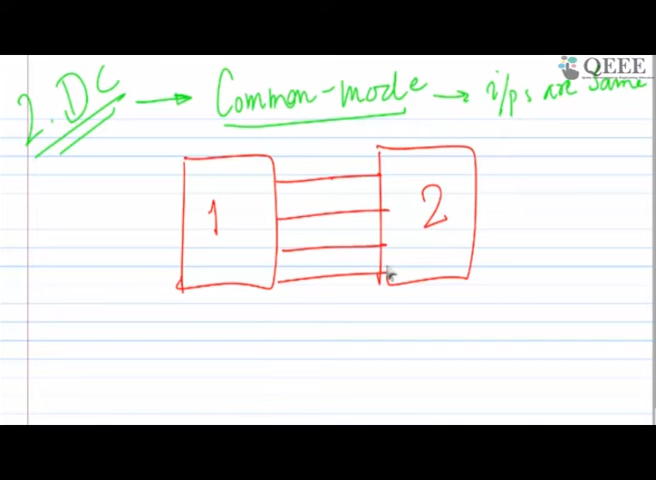 QEEE
2. DC → Common-mode → i/ps are same
1 2